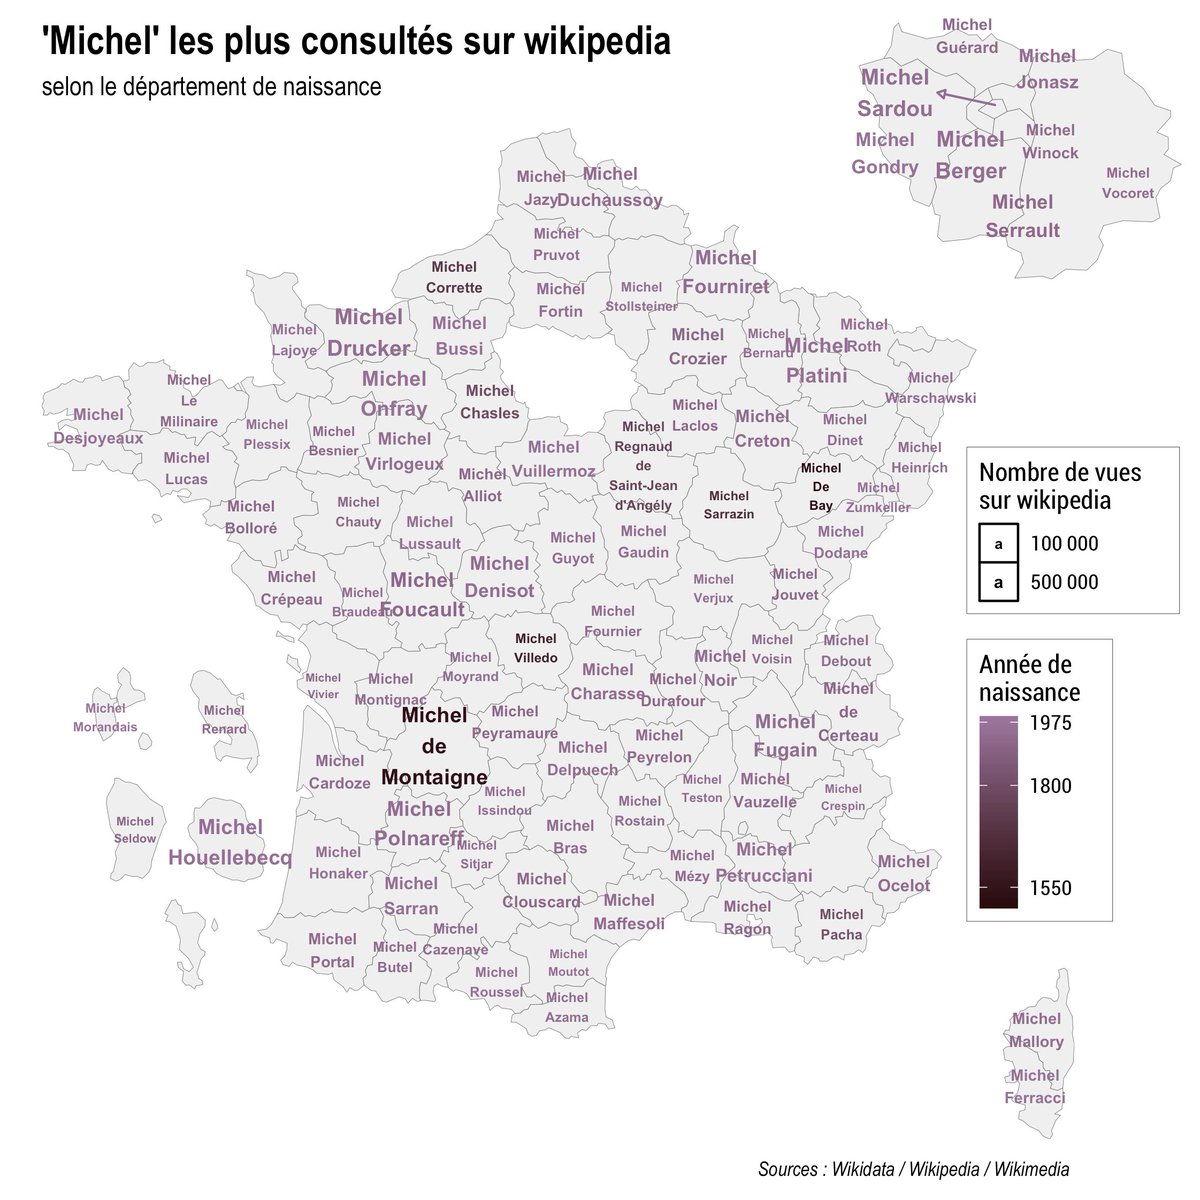 'Michel' les plus consultés sur wikipedia
selon le département de naissance
Michel
Guérard
Michel
Jonasz
Michel
Sardou
Michel
Gondry
Michel
Berger
Michel
Winock
Michel
Vocoret
Michel
Serrault
Michel
Jazy
Michel
Duchaussoy
Michel
Pruvot
Michel
Corrette
Michel
Fortin
Michel
Stollsteiner
Michel
Fourniret
Michel
Lajoye
Michel
Drucker
Michel
Bussi
Michel
Crozier
Michel
Bernard
Michel
Platini
Michel
Roth
Michel
Warschawski
Michel
Desjoyeaux
Michel
Le
Milinaire
Michel
Lucas
Michel
Plessix
Michel
Besnier
Michel
Onfray
Michel
Chasles
Michel
Virlogeux
Michel
Alliot
Michel
Vuillermoz
Michel
Regnaud
de
Saint-Jean
d'Angély
Michel
Laclos
Michel
Creton
Michel
Dinet
Michel
Heinrich
Michel
De
Bay
Michel
Zumkeller
Michel
Sarrazin
Michel
Bolloré
Michel
Chauty
Michel
Lussault
Michel
Guyot
Michel
Gaudin
Michel
Dodane
Michel
Crépeau
Michel
Braudeau
Michel
Foucault
Michel
Denisot
Michel
Verjux
Michel
Jouvet
Michel
Fournier
Michel
Villedo
Michel
Moyrand
Michel
Vivier
Michel
Montignac
Michel
Charasse
Michel
Durafour
Michel
Noir
Michel
Voisin
Michel
Debout
Michel
de
Certeau
Michel
Fugain
Michel
de
Montaigne
Michel
Peyramaure
Michel
Delpuech
Michel
Peyrelon
Michel
Cardoze
Michel
Polnareff
Michel
Issindou
Michel
Rostain
Michel
Teston
Michel
Vauzelle
Michel
Crespin
Michel
Honaker
Michel
Sitjar
Michel
Bras
Michel
Mézy
Michel
Petrucciani
Michel
Ocelot
Michel
Sarran
Michel
Clouscard
Michel
Maffesoli
Michel
Ragon
Michel
Pacha
Michel
Portal
Michel
Butel
Michel
Cazenave
Michel
Roussel
Michel
Moutot
Michel
Azama
Michel
Morandais
Michel
Renard
Michel
Seldow
Michel
Houellebecq
Michel
Mallory
Michel
Ferracci
Nombre de vues
sur wikipedia
a 100 000
a 500 000
Année de
naissance
1975
1800
1550
Sources : Wikidata / Wikipedia / Wikimedia